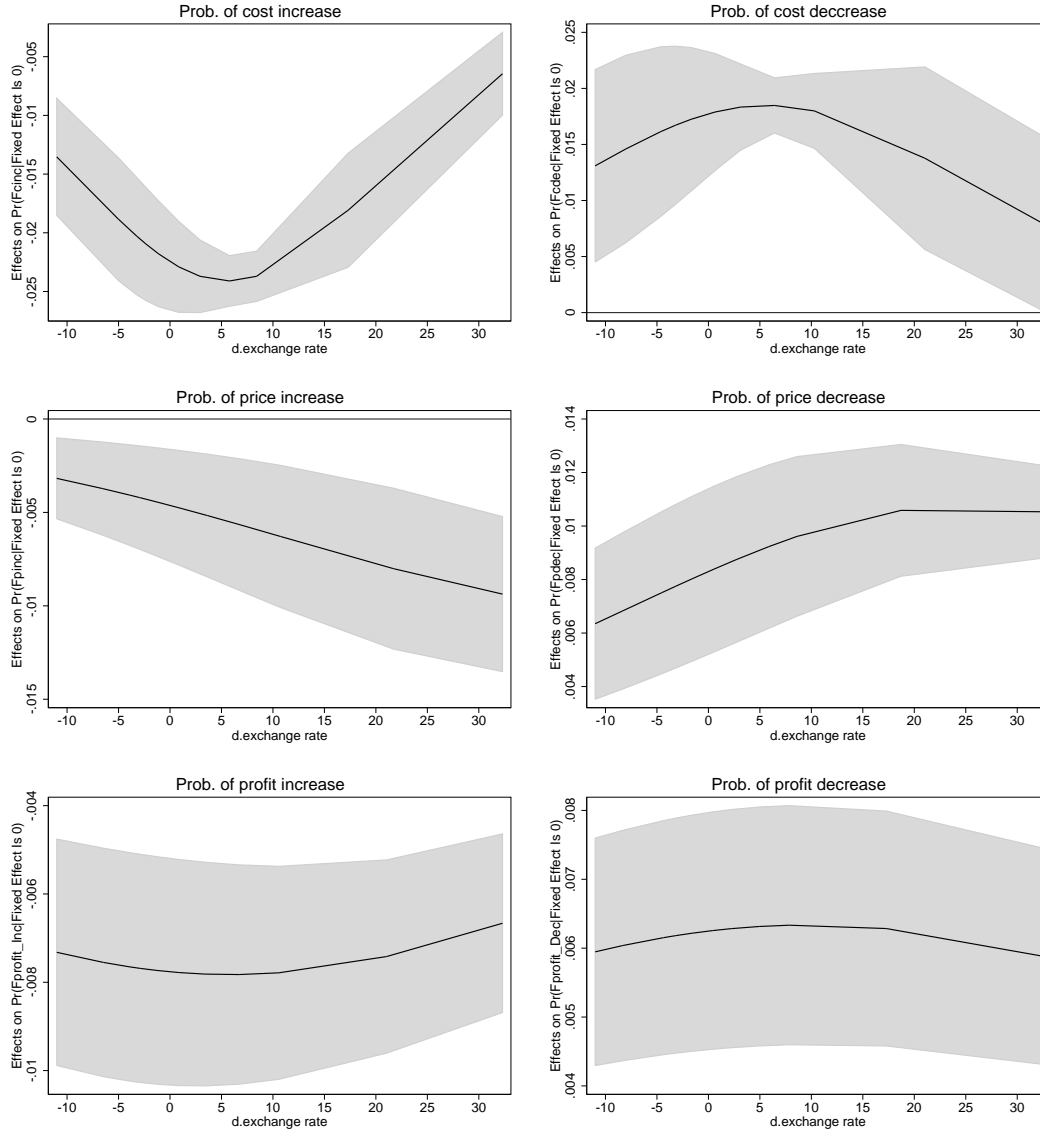 Prob. of cost increase
Effects on Pr(Fcinc|Fixed Effect Is 0)
-.005
-.01
-.015
-.02
-.025
-10 -5 0 5 10 15 20 25 30
d.exchange rate
Prob. of cost deccrease
Effects on Pr(Fcdec|Fixed Effect Is 0)
.025
.02
.015
.01
.005
0
-10 -5 0 5 10 15 20 25 30
d.exchange rate
Prob. of price increase
Effects on Pr(Fpinc|Fixed Effect Is 0)
0
-.005
-.01
-.015
-10 -5 0 5 10 15 20 25 30
d.exchange rate
Prob. of price decrease
Effects on Pr(Fpdec|Fixed Effect Is 0)
.014
.012
.01
.008
.006
.004
-10 -5 0 5 10 15 20 25 30
d.exchange rate
Prob. of profit increase
Effects on Pr(Fprofit_Inc|Fixed Effect Is 0)
-.004
-.006
-.008
-.01
-10 -5 0 5 10 15 20 25 30
d.exchange rate
Prob. of profit decrease
Effects on Pr(Fprofit_Dec|Fixed Effect Is 0)
.008
.007
.006
.005
.004
-10 -5 0 5 10 15 20 25 30
d.exchange rate